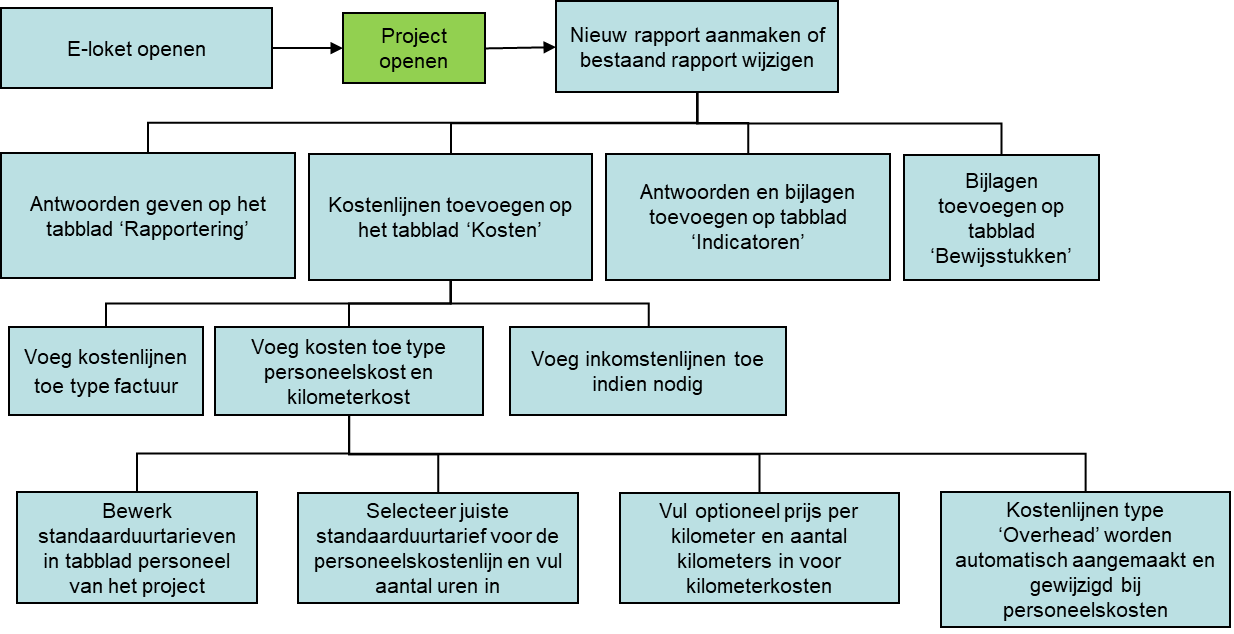 E-loket openen
Project
openen
Nieuw rapport aanmaken of
bestaand rapport wijzigen
Antwoorden geven op het
tabblad ‘Rapportering’
Kostenlijnen toevoegen op
het tabblad ‘Kosten’
Antwoorden en bijlagen
toevoegen op tabblad
‘Indicatoren’
Bijlagen
toevoegen op
tabblad
‘Bewijsstukken’
Voeg kostenlijnen
toe type factuur
Voeg kosten toe type
personeelskost en
kilometerkost
Voeg inkomstenlijnen toe
indien nodig
Bewerk
standaarduurtarieven
in tabblad personeel
van het project
Selecteer juiste
standaarduurtarief voor de
personeelskostenlijn en vul
aantal uren in
Vul optioneel prijs per
kilometer en aantal
kilometers in voor
kilometerkosten
Kostenlijnen type
‘Overhead’ worden
automatisch aangemaakt en
gewijzigd bij
personeelskosten